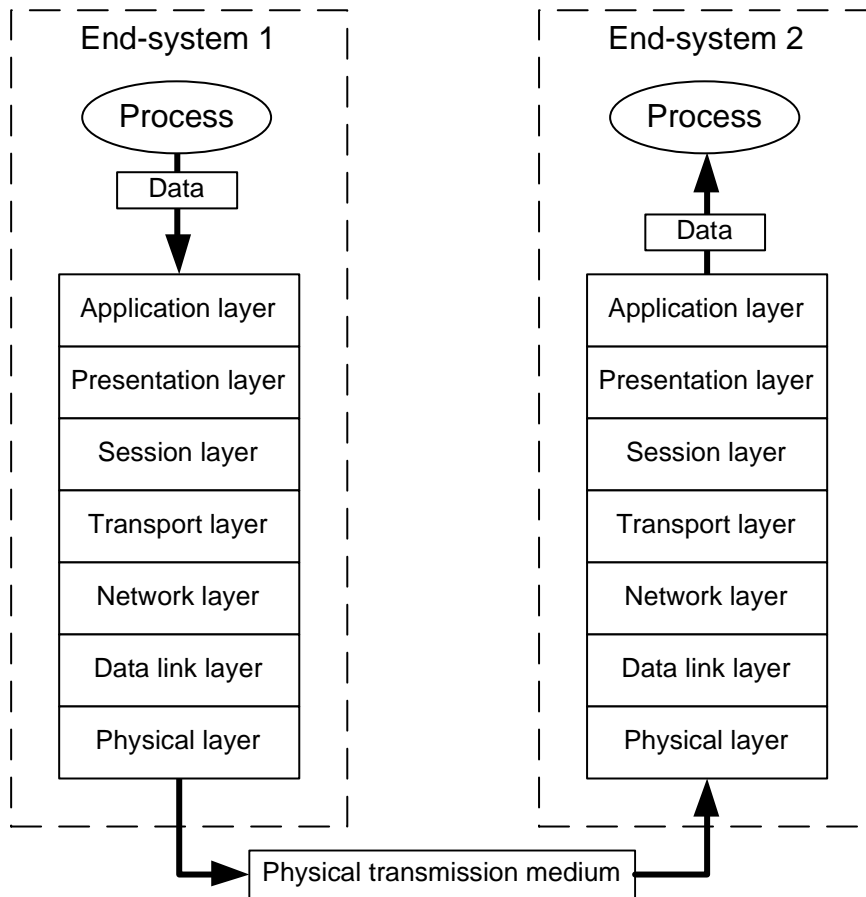 End-system 1
Process
Data
Application layer
Presentation layer
Session layer
Transport layer
Network layer
Data link layer
Physical layer
End-system 2
Process
Data
Application layer
Presentation layer
Session layer
Transport layer
Network layer
Data link layer
Physical layer
Physical transmission medium